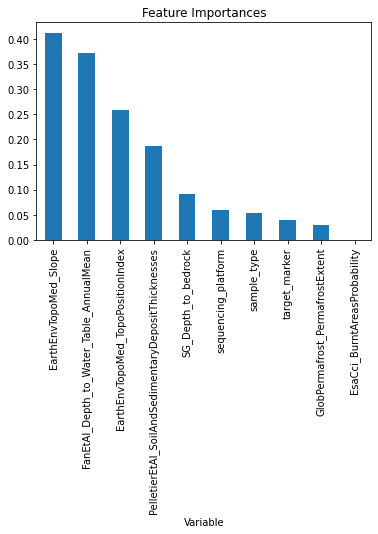 Feature Importances
0.40
0.35
0.30
0.25
0.20
0.15
0.10
0.05
0.00
EarthEnvTopoMed_Slope
FanEtAl_Depth_to_Water_Table_AnnualMean
EarthEnvTopoMed_TopoPositionIndex
PelletierEtAl_SoilAndSedimentaryDepositThicknesses
SG_Depth_to_bedrock
sequencing_platform
sample_type
target_marker
GlobPermafrost_PermafrostExtent
EsaCci_BurntAreasProbability
Variable